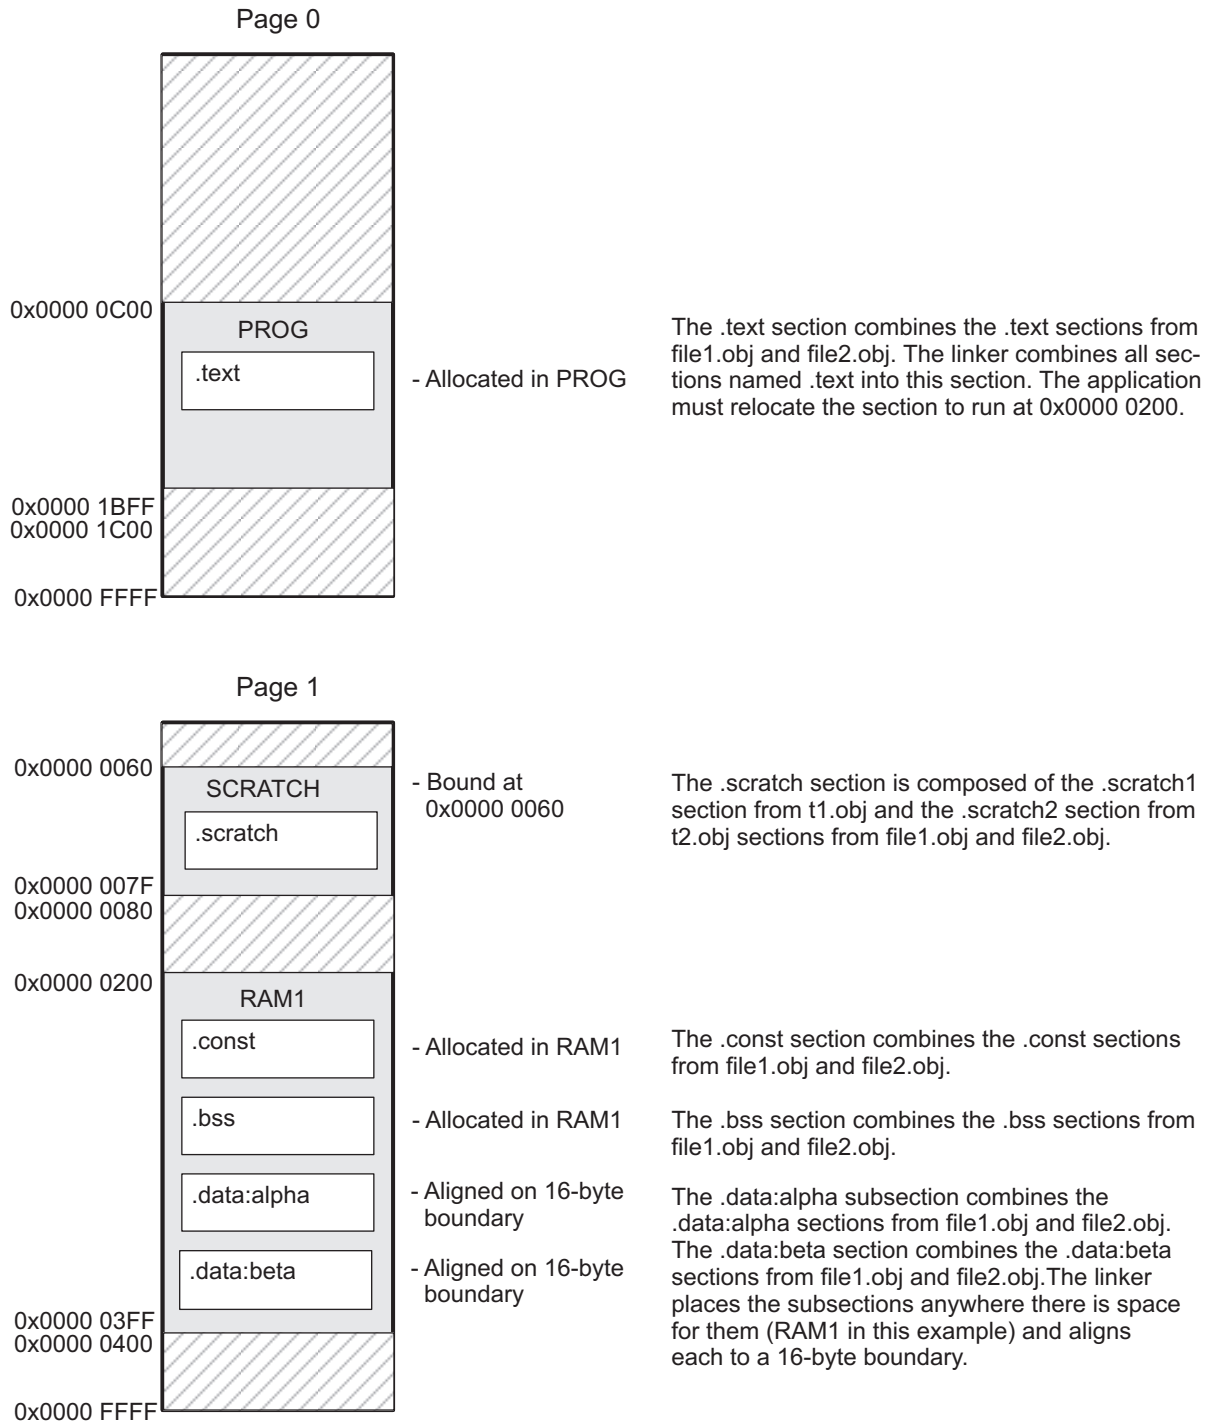 Page 0
0x0000 0C00
PROG
.text
- Allocated in PROG
The .text section combines the .text sections from
file1.obj and file2.obj. The linker combines all sec-
tions named .text into this section. The application
must relocate the section to run at 0x0000 0200.
0x0000 1BFF
0x0000 1C00
0x0000 FFFF
Page 1
0x0000 0060
SCRATCH
.scratch
- Bound at
0x0000 0060
The .scratch section is composed of the .scratch1
section from t1.obj and the .scratch2 section from
t2.obj sections from file1.obj and file2.obj.
0x0000 007F
0x0000 0080
0x0000 0200
RAM1
.const
- Allocated in RAM1
The .const section combines the .const sections
from file1.obj and file2.obj.
.bss
- Allocated in RAM1
The .bss section combines the .bss sections from
file1.obj and file2.obj.
.data:alpha
- Aligned on 16-byte
boundary
The .data:alpha subsection combines the
.data:alpha sections from file1.obj and file2.obj.
The .data:beta section combines the .data:beta
sections from file1.obj and file2.obj.The linker
places the subsections anywhere there is space
for them (RAM1 in this example) and aligns
each to a 16-byte boundary.
.data:beta
- Aligned on 16-byte
boundary
0x0000 03FF
0x0000 0400
0x0000 FFFF